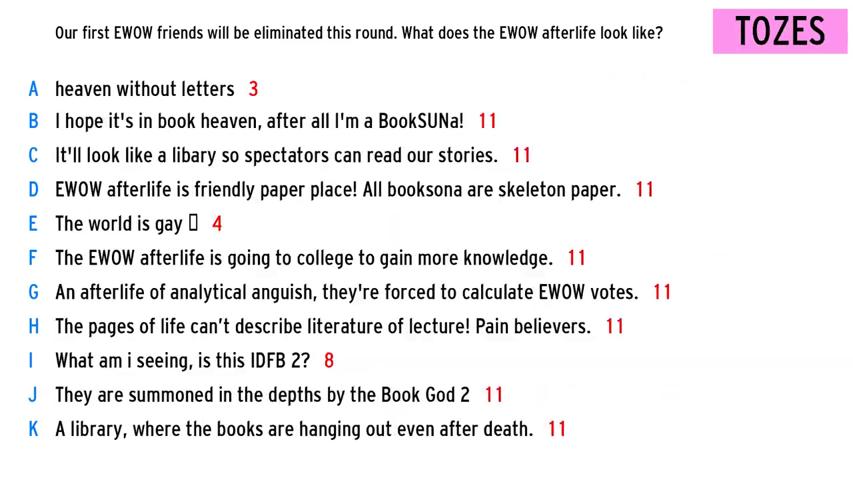 Our first EWOW friends will be eliminated this round. What does the EWOW afterlife look like?
TOZES
A heaven without letters 3
B I hope it's in book heaven, after all I'm a BookSUNa! 11
C It'll look like a libary so spectators can read our stories. 11
D EWOW afterlife is friendly paper place! All booksona are skeleton paper. 11
E The world is gay ▯ 4
F The EWOW afterlife is going to college to gain more knowledge. 11
G An afterlife of analytical anguish, they're forced to calculate EWOW votes. 11
H The pages of life can’t describe literature of lecture! Pain believers. 11
I What am i seeing, is this IDFB 2? 8
J They are summoned in the depths by the Book God 2 11
K A library, where the books are hanging out even after death. 11